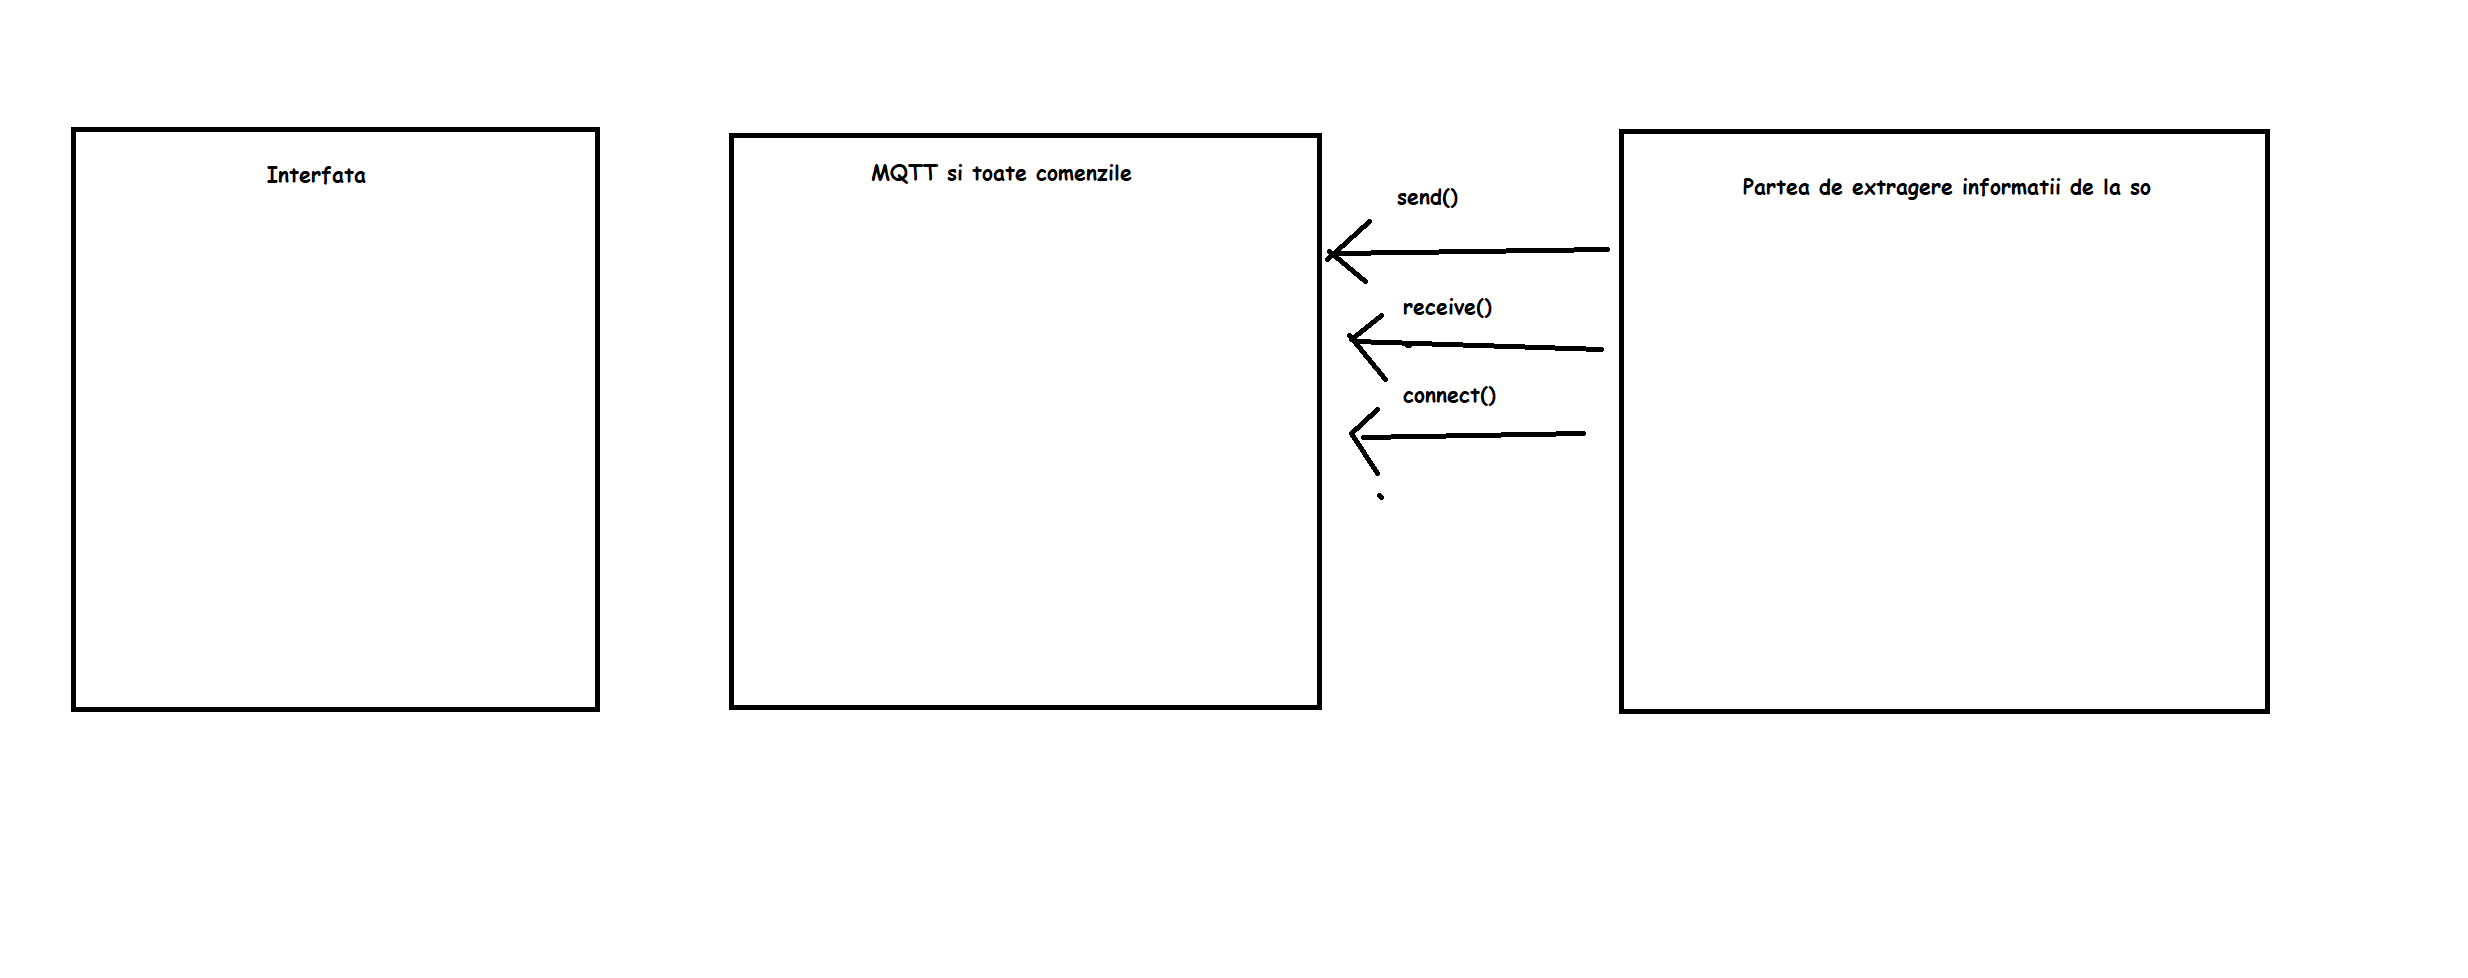 Interfata
MQTT si toate comenzile
Partea de extragere informatii de la so
send()
receive()
connect()